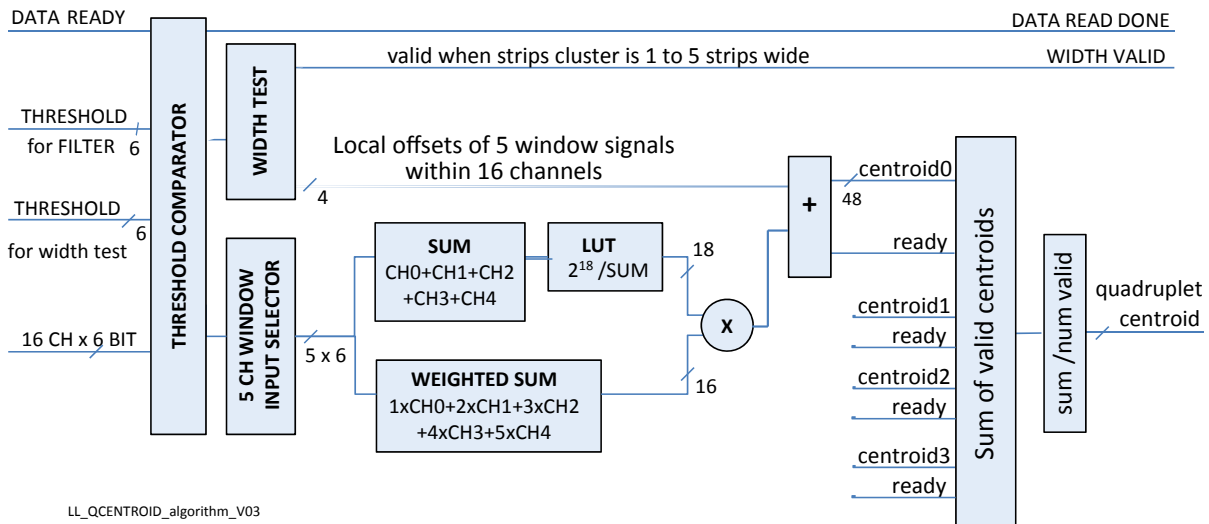 DATA READY
DATA READ DONE
valid when strips cluster is 1 to 5 strips wide
WIDTH VALID
THRESHOLD
for FILTER
6
THRESHOLD
for width test
6
16 CH x 6 BIT
THRESHOLD COMPARATOR
WIDTH TEST
4
Local offsets of 5 window signals
within 16 channels
5 CH WINDOW
INPUT SELECTOR
5 x 6
SUM
CH0+CH1+CH2
+CH3+CH4
LUT
2¹⁸ /SUM
18
WEIGHTED SUM
1xCH0+2xCH1+3xCH2
+4xCH3+5xCH4
16
X
+
centroid0
48
ready
centroid1
ready
centroid2
ready
centroid3
ready
Sum of valid centroids
sum /num valid
quadruplet
centroid
LL_QCENTROID_algorithm_V03